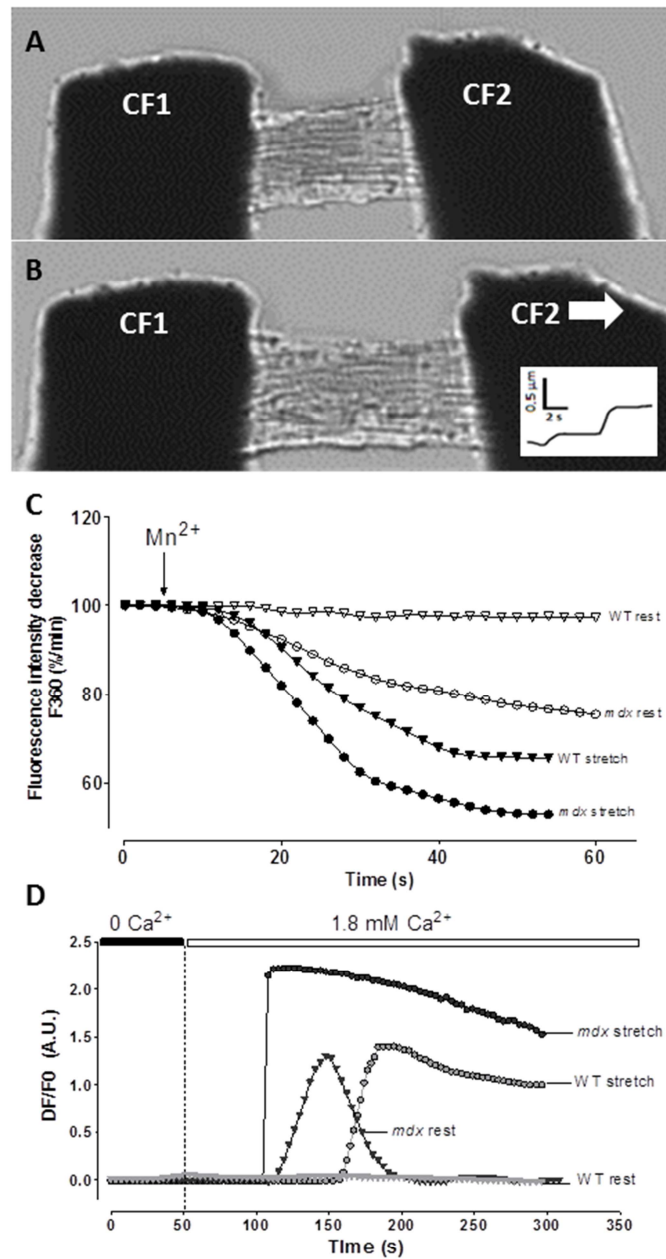 A
CF1
CF2
B
CF1
CF2
0.5 µm
2 s
C
120
100
80
60
Fluorescence intensity decrease
F360 (%/min)
Mn2+
WT rest
mdx rest
WT stretch
mdx stretch
0
20
40
60
Time (s)
D
0 Ca2+
1.8 mM Ca2+
2.5
2.0
1.5
1.0
0.5
0.0
DF/F0 (A.U.)
mdx stretch
WT stretch
mdx rest
WT rest
0
50
100
150
200
250
300
350
TIme (s)